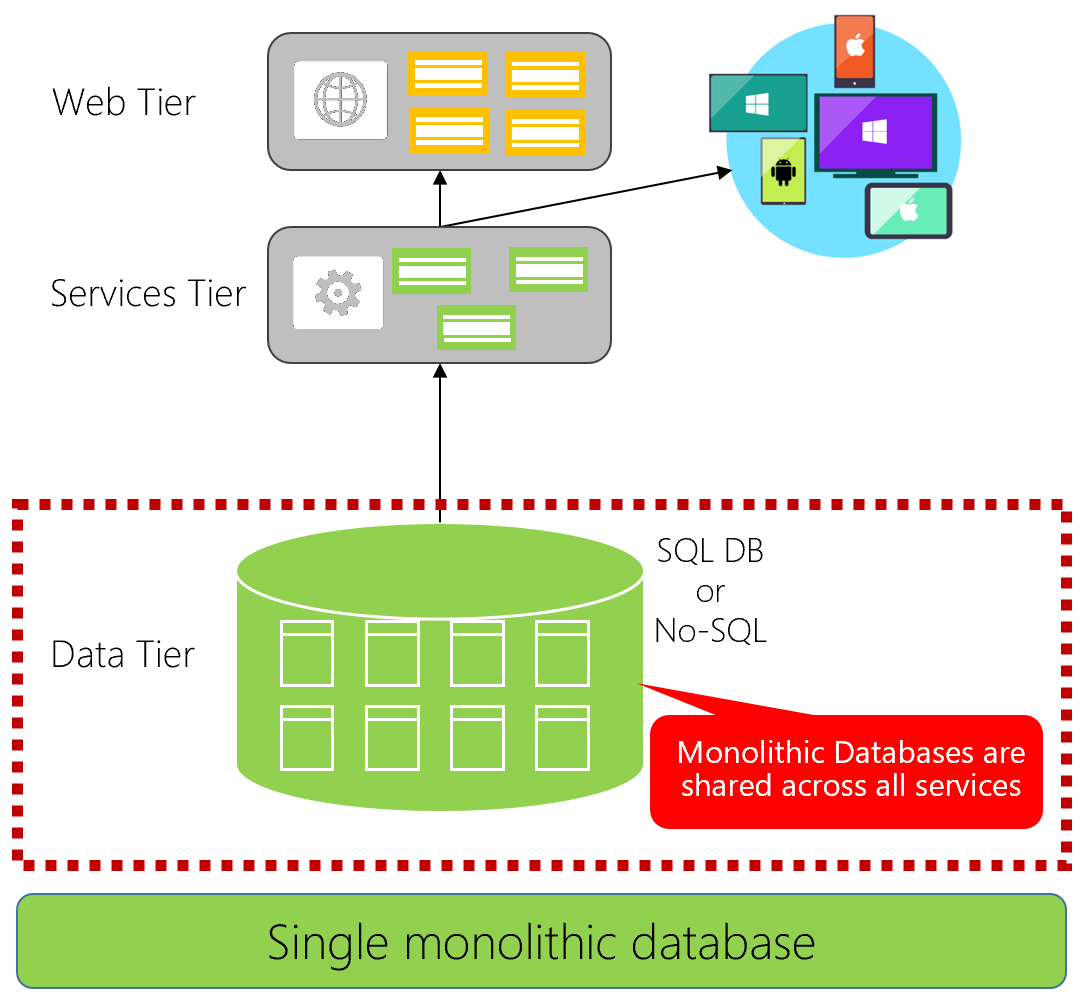 Web Tier
Services Tier
SQL DB
or
No-SQL
Data Tier
Monolithic Databases are
shared across all services
Single monolithic database